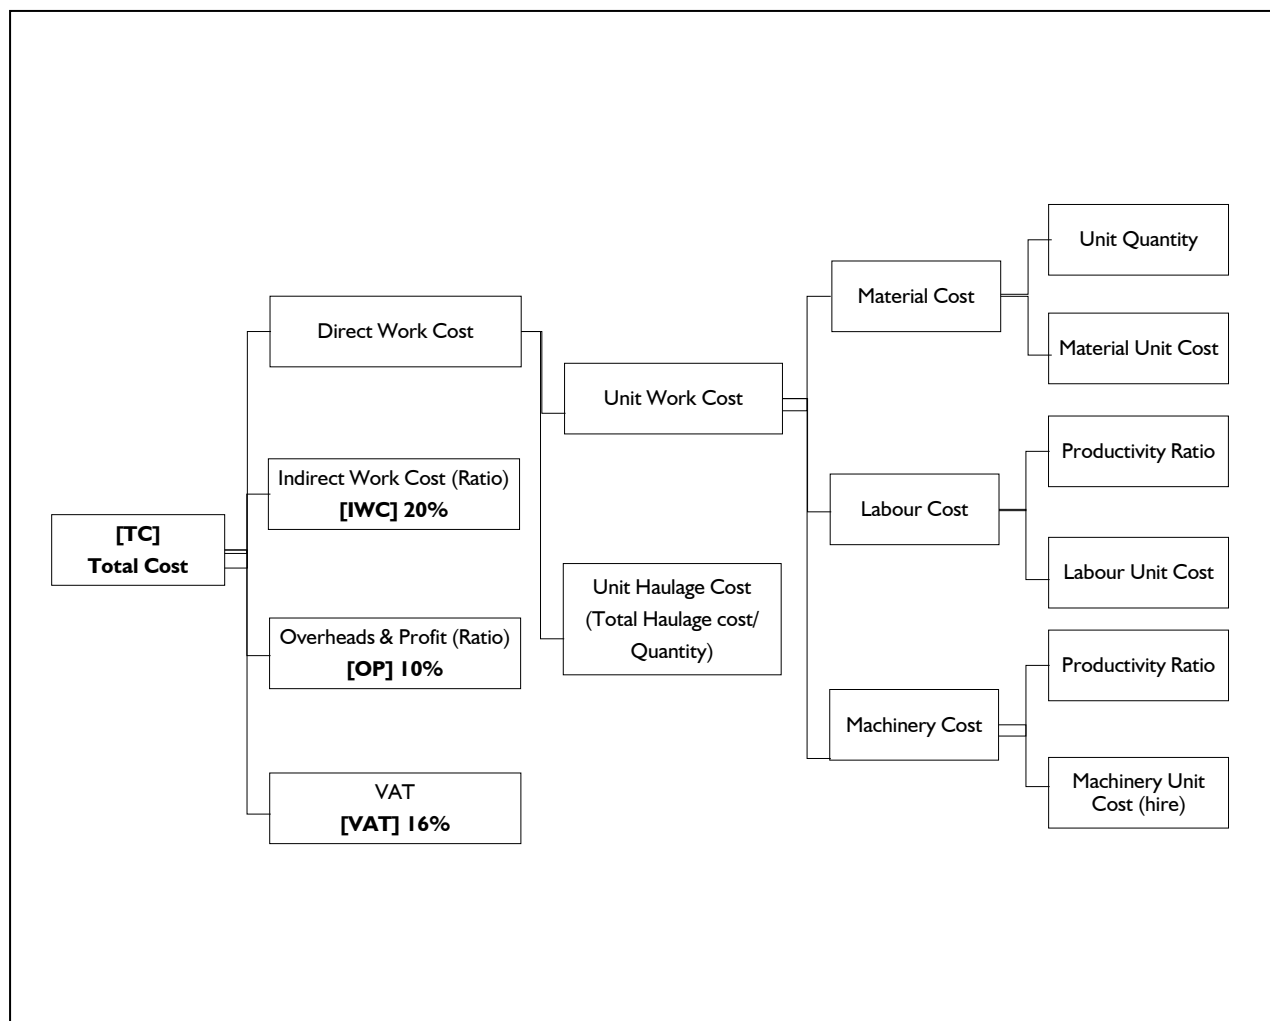 [TC]
Total Cost
Direct Work Cost
Indirect Work Cost (Ratio)
[IWC] 20%
Overheads & Profit (Ratio)
[OP] 10%
VAT
[VAT] 16%
Unit Work Cost
Unit Haulage Cost
(Total Haulage cost/
Quantity)
Material Cost
Labour Cost
Machinery Cost
Unit Quantity
Material Unit Cost
Productivity Ratio
Labour Unit Cost
Productivity Ratio
Machinery Unit
Cost (hire)